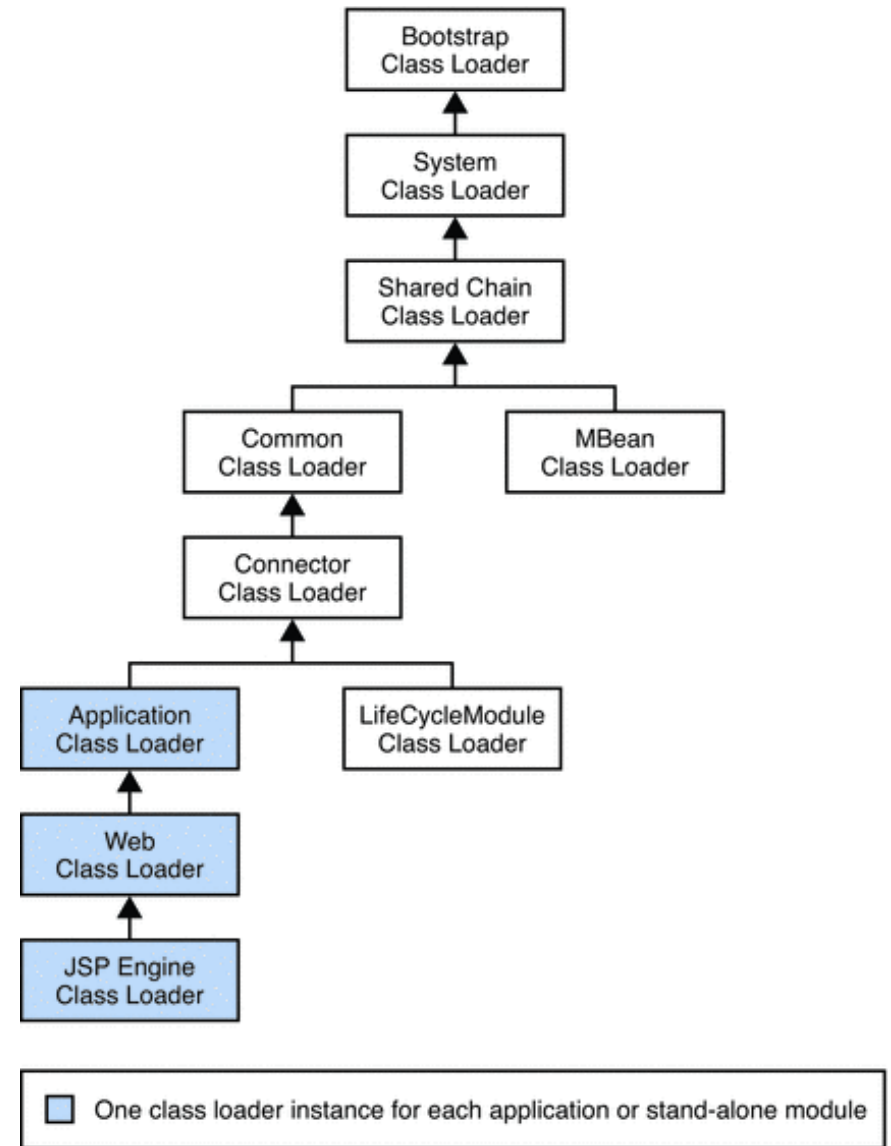 Bootstrap
Class Loader
System
Class Loader
Shared Chain
Class Loader
Common
Class Loader
MBean
Class Loader
Connector
Class Loader
Application
Class Loader
LifeCycleModule
Class Loader
Web
Class Loader
JSP Engine
Class Loader
One class loader instance for each application or stand-alone module